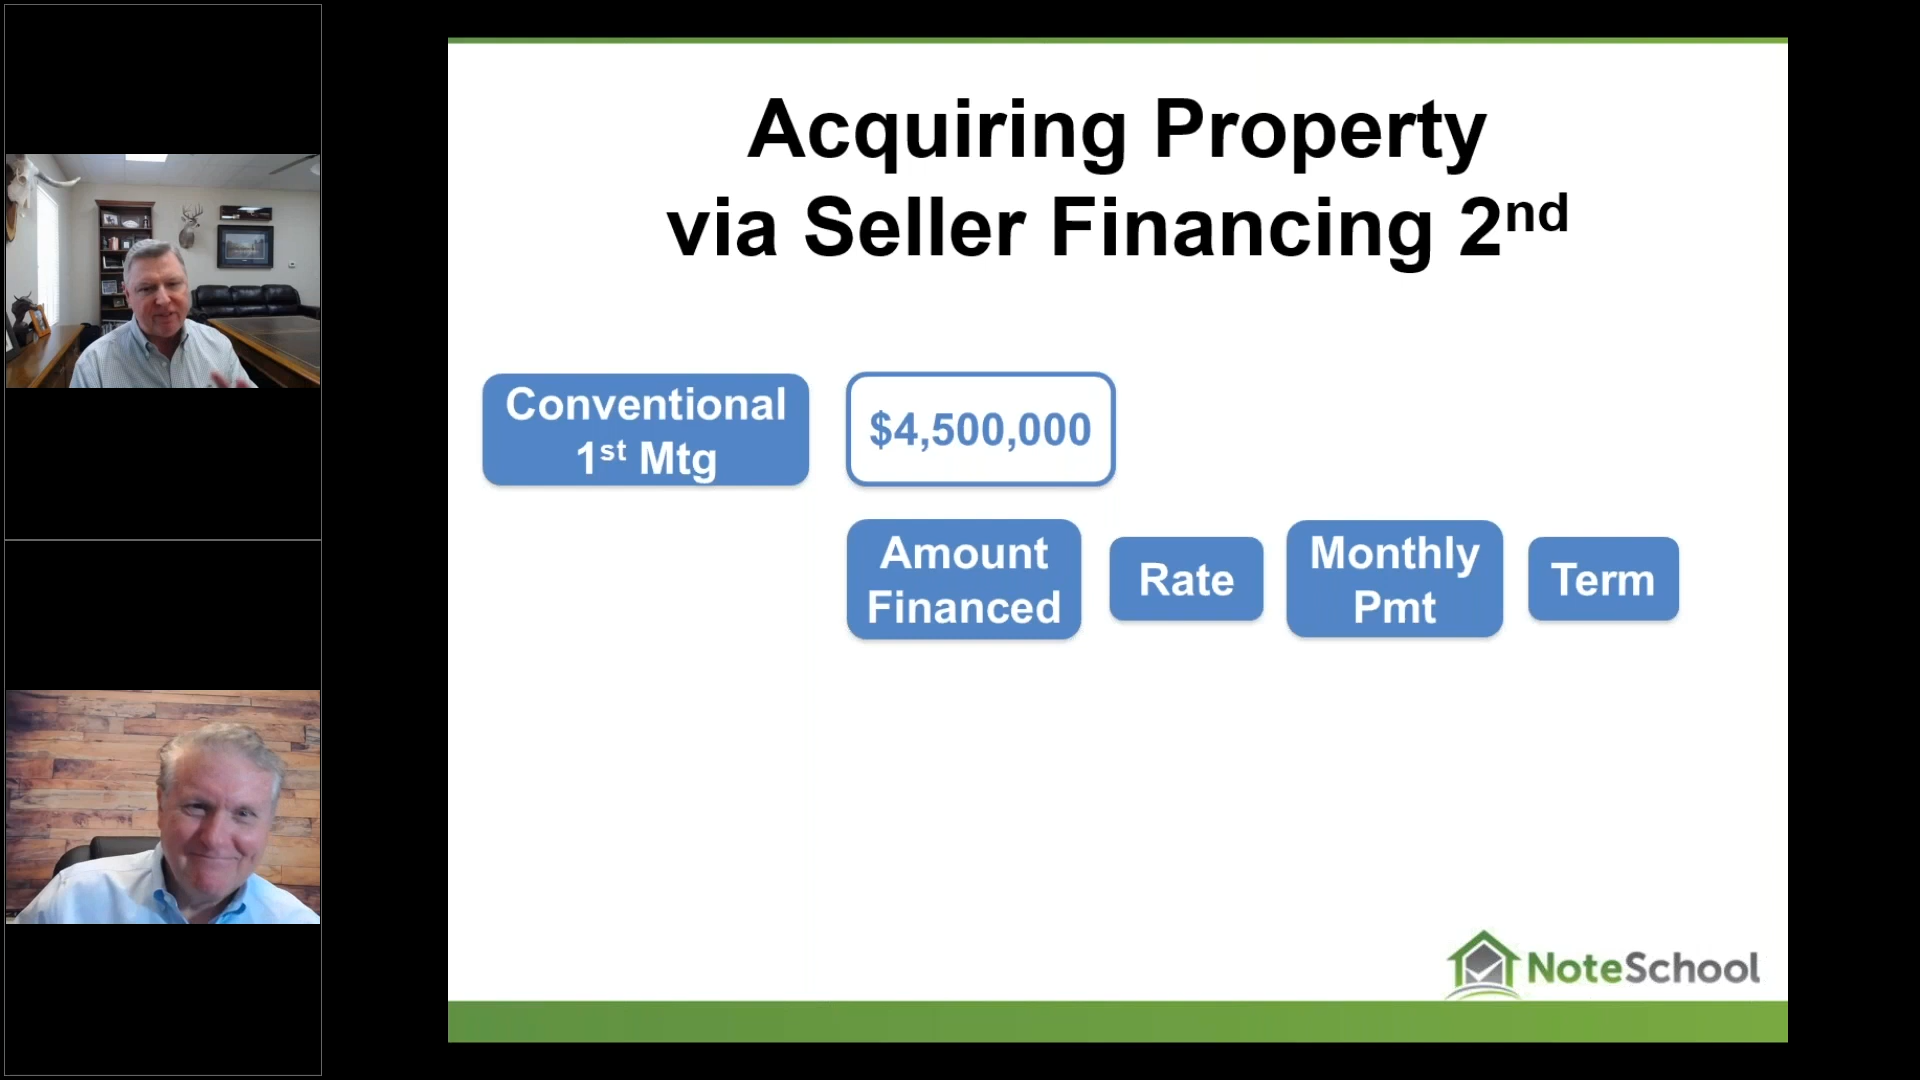 Acquiring Property
via Seller Financing 2nd
Conventional
1st Mtg
$4,500,000
Amount
Financed
Rate
Monthly
Pmt
Term
NoteSchool